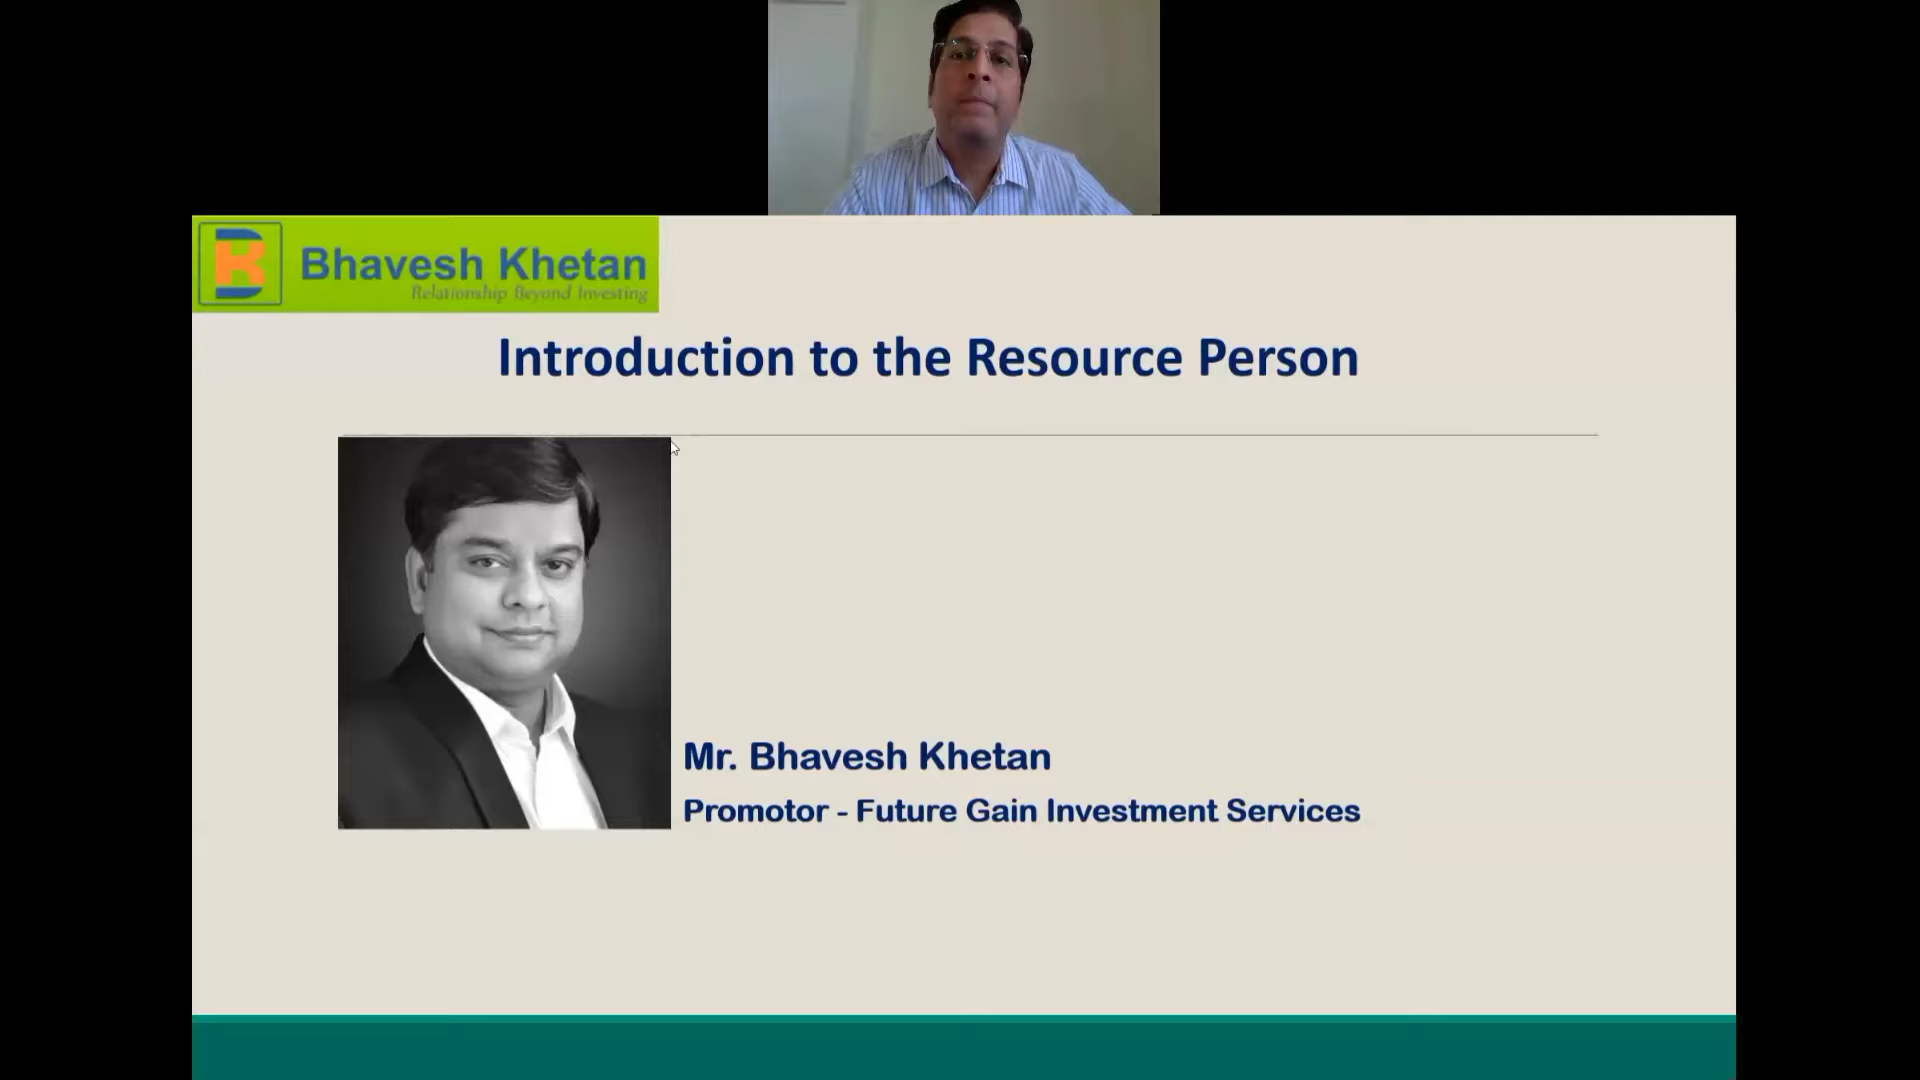 Bhavesh Khetan
Relationship Beyond Investing
Introduction to the Resource Person
Mr. Bhavesh Khetan
Promotor - Future Gain Investment Services